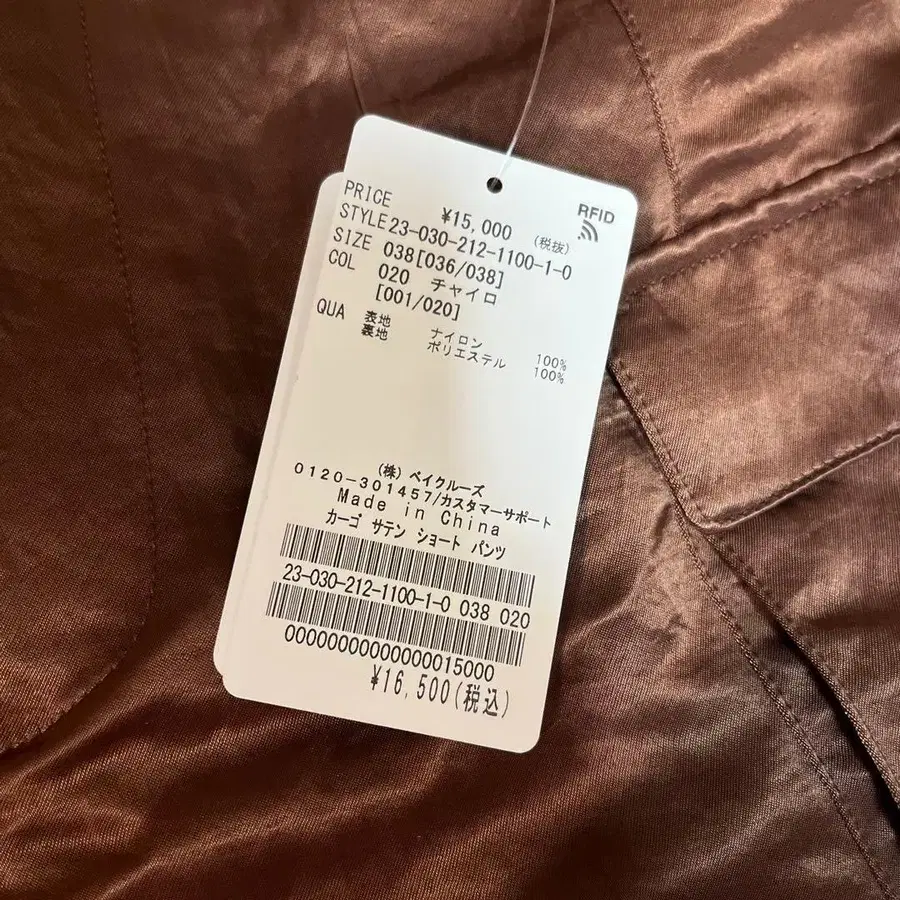 RFID
PRICE ¥15,000 (税抜)
STYLE 23-030-212-1100-1-0
SIZE 038[036/038]
COL 020 チャイロ
[001/020]
QUA 表地 ナイロン 100%
裏地 ポリエステル 100%
(株) ベイクルーズ
0120-301457/カスタマーサポート
Made in China
カーゴ サテン ショート パンツ
23-030-212-1100-1-0 038 020
00000000000000015000
¥16,500(税込)